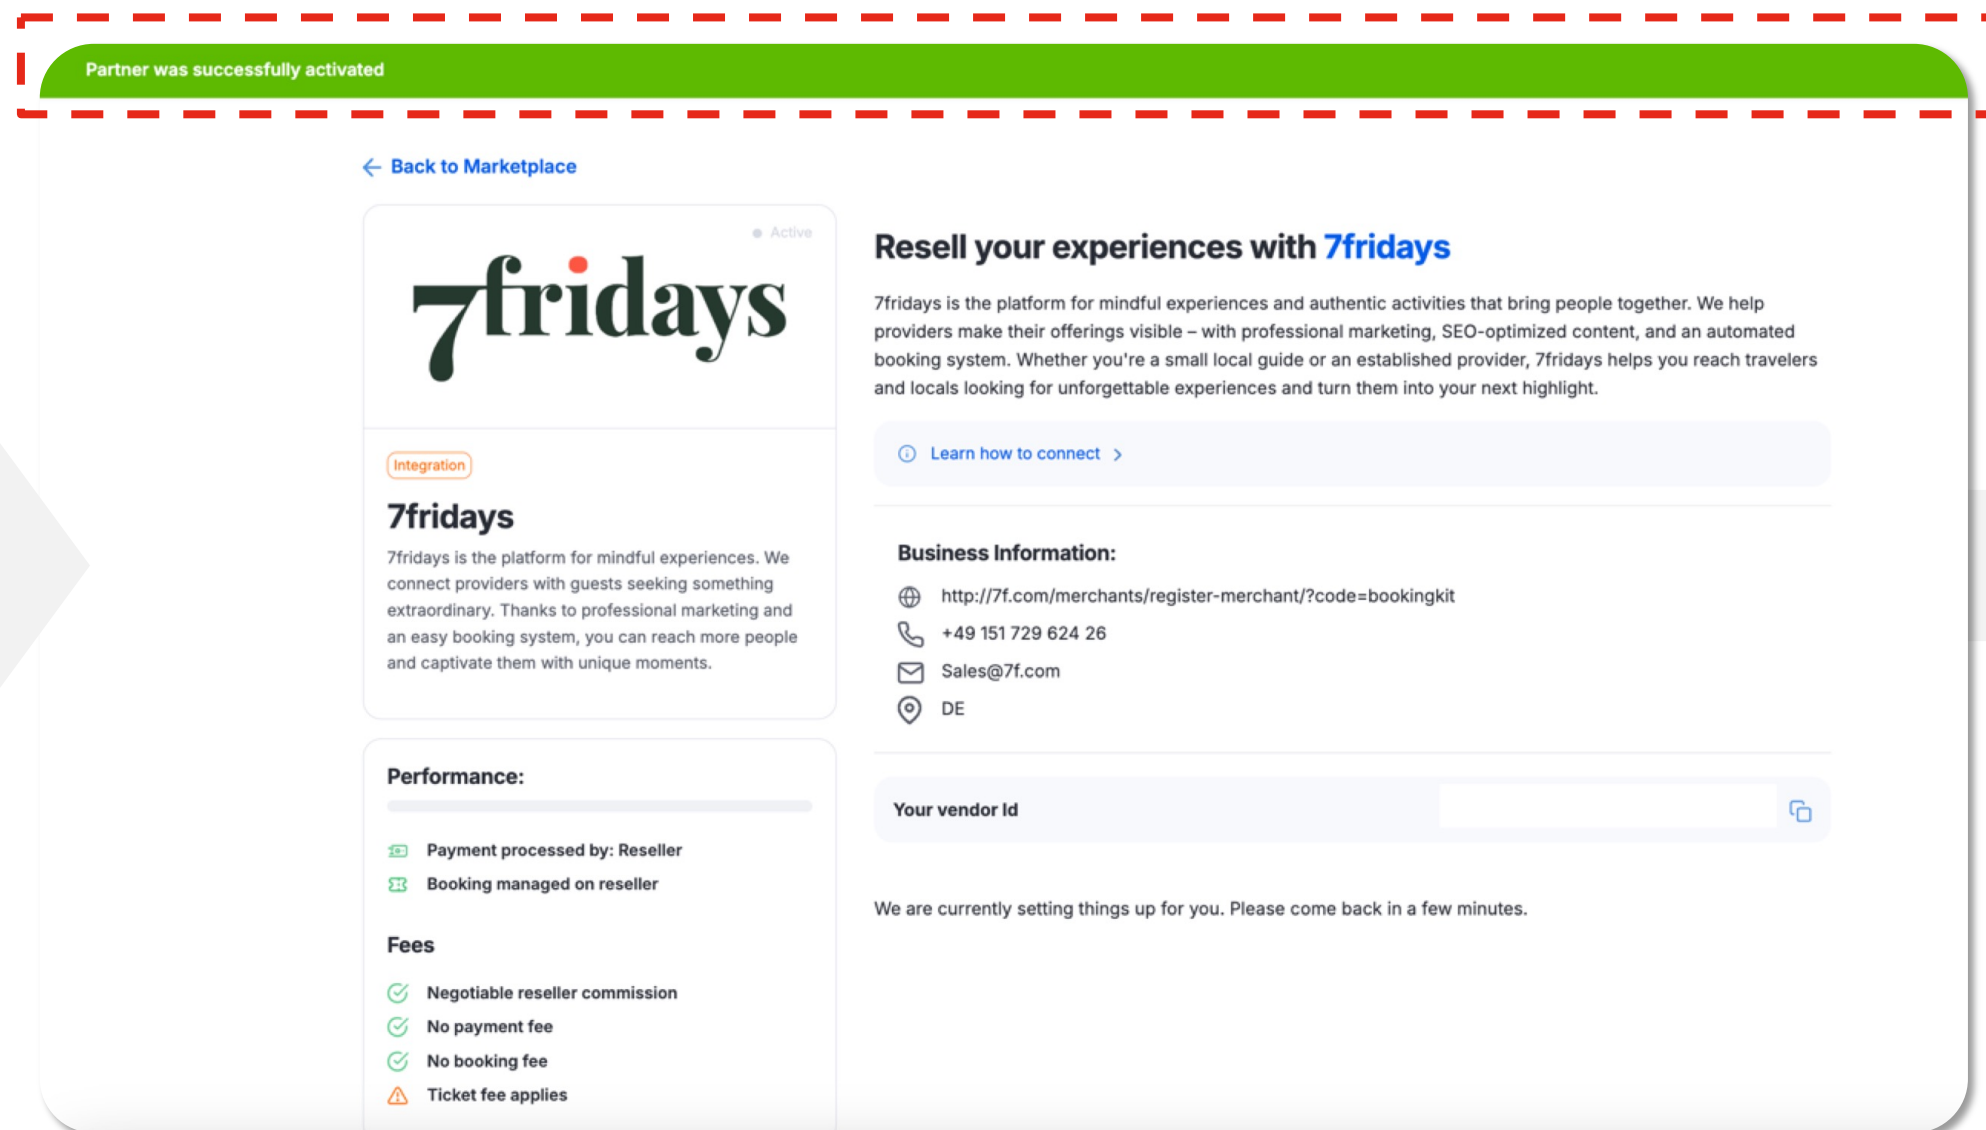 Partner was successfully activated
Back to Marketplace
Active
7fridays
Integration
7fridays
7fridays is the platform for mindful experiences. We
connect providers with guests seeking something
extraordinary. Thanks to professional marketing and
an easy booking system, you can reach more people
and captivate them with unique moments.
Performance:
Payment processed by: Reseller
Booking managed on reseller
Fees
Negotiable reseller commission
No payment fee
No booking fee
Ticket fee applies
Resell your experiences with 7fridays
7fridays is the platform for mindful experiences and authentic activities that bring people together. We help
providers make their offerings visible – with professional marketing, SEO-optimized content, and an automated
booking system. Whether you're a small local guide or an established provider, 7fridays helps you reach travelers
and locals looking for unforgettable experiences and turn them into your next highlight.
Learn how to connect
Business Information:
http://7f.com/merchants/register-merchant/?code=bookingkit
+49 151 729 624 26
Sales@7f.com
DE
Your vendor Id
We are currently setting things up for you. Please come back in a few minutes.